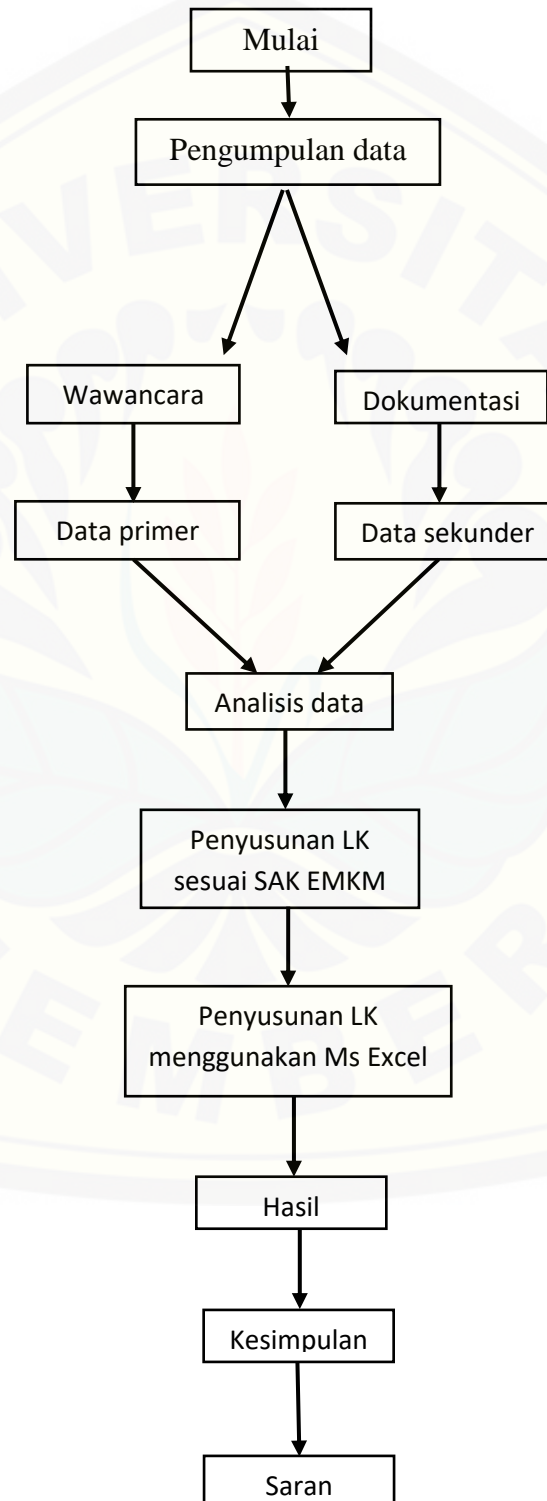 Mulai
Pengumpulan data
Wawancara
Dokumentasi
Data primer
Data sekunder
Analisis data
Penyusunan LK
sesuai SAK EMKM
Penyusunan LK
menggunakan Ms Excel
Hasil
Kesimpulan
Saran